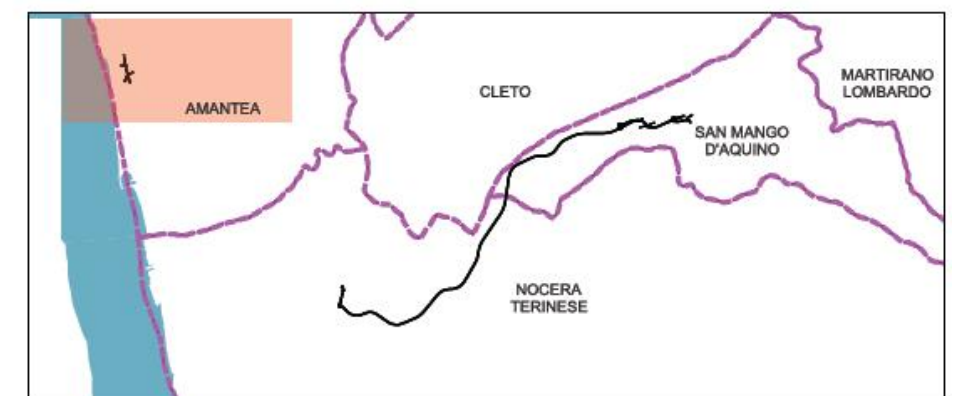 CLETO
MARTIRANO
LOMBARDO
AMANTEA
SAN MANGO
D'AQUINO
NOCERA
TERINESE